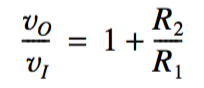 v_O / v_I = 1 + R_2 / R_1